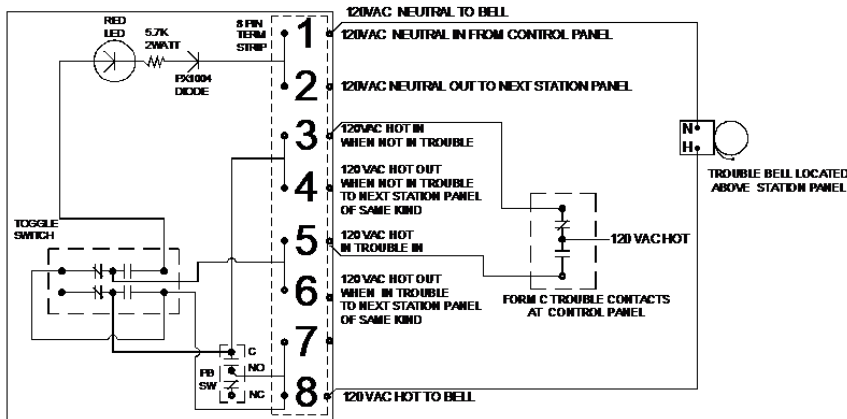 120VAC NEUTRAL TO BELL
RED
LED
5.7K
2WATT
PX1004
DIODE
8 PIN
TERM
STRIP
1
120VAC NEUTRAL IN FROM CONTROL PANEL
2
120VAC NEUTRAL OUT TO NEXT STATION PANEL
3
120VAC HOT IN
WHEN NOT IN TROUBLE
4
120 VAC HOT OUT
WHEN NOT IN TROUBLE
TO NEXT STATION PANEL
OF SAME KIND
5
120 VAC HOT
IN TROUBLE IN
6
120 VAC HOT OUT
WHEN IN TROUBLE
TO NEXT STATION PANEL
OF SAME KIND
7
8
120 VAC HOT TO BELL
N
H
TROUBLE BELL LOCATED
ABOVE STATION PANEL
120 VAC HOT
FORM C TROUBLE CONTACTS
AT CONTROL PANEL
TOGGLE
SWITCH
C
NO
PB
SW
NC